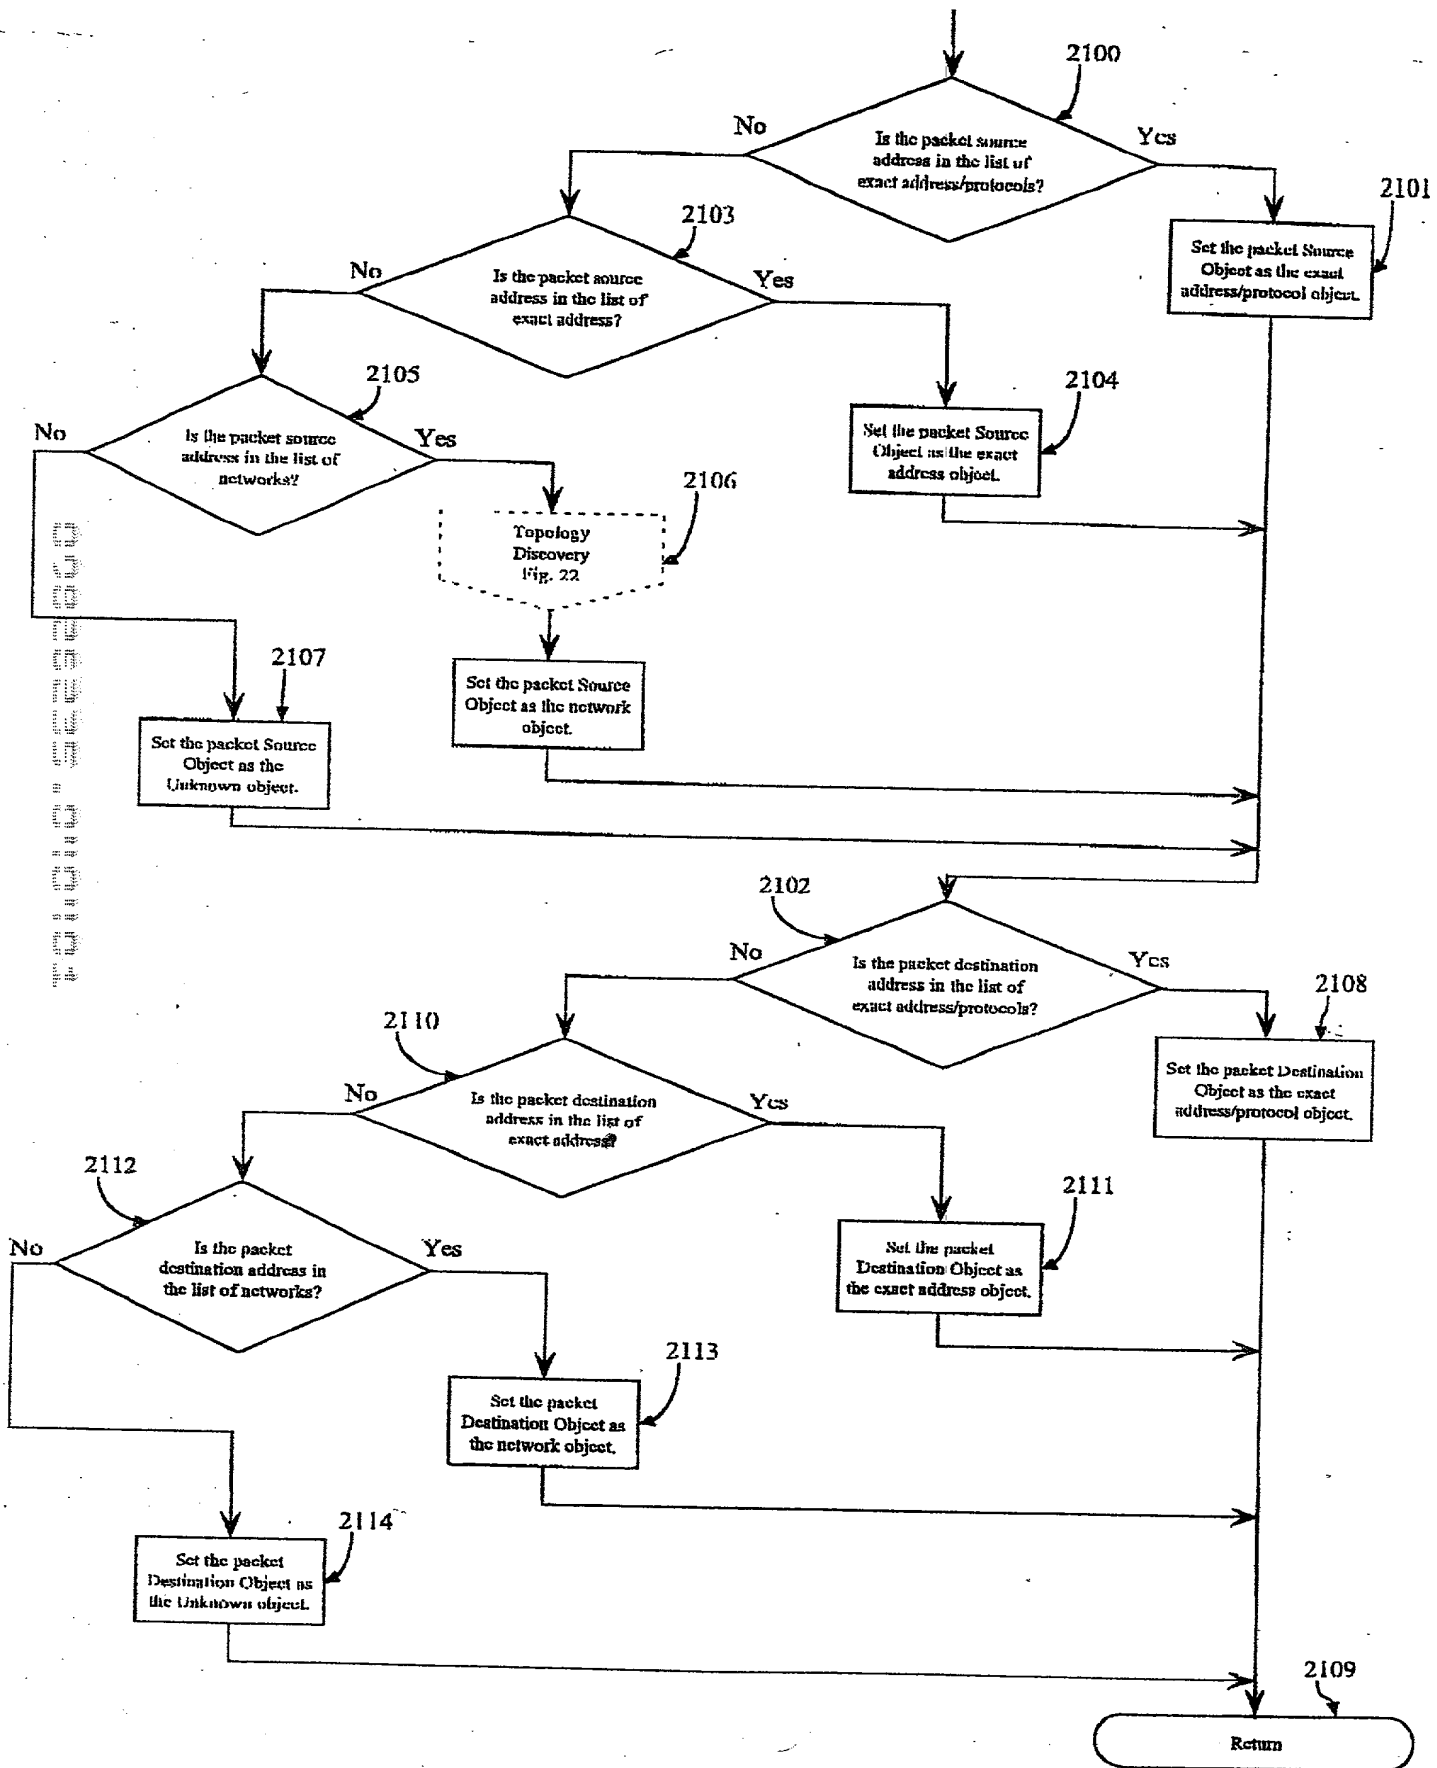 2100
No
Yes
Is the packet source
address in the list of
exact address/protocols?
2101
Set the packet Source
Object as the exact
address/protocol object.
2103
No
Yes
Is the packet source
address in the list of
exact address?
2104
Set the packet Source
Object as the exact
address object.
2105
No
Yes
Is the packet source
address in the list of
networks?
2106
Topology
Discovery
Fig. 22
Set the packet Source
Object as the network
object.
2107
Set the packet Source
Object as the
Unknown object.
2102
No
Yes
Is the packet destination
address in the list of
exact address/protocols?
2108
Set the packet Destination
Object as the exact
address/protocol object.
2110
No
Yes
Is the packet destination
address in the list of
exact address?
2111
Set the packet
Destination Object as
the exact address object.
2112
No
Yes
Is the packet
destination address in
the list of networks?
2113
Set the packet
Destination Object as
the network object.
2114
Set the packet
Destination Object as
the Unknown object.
2109
Return